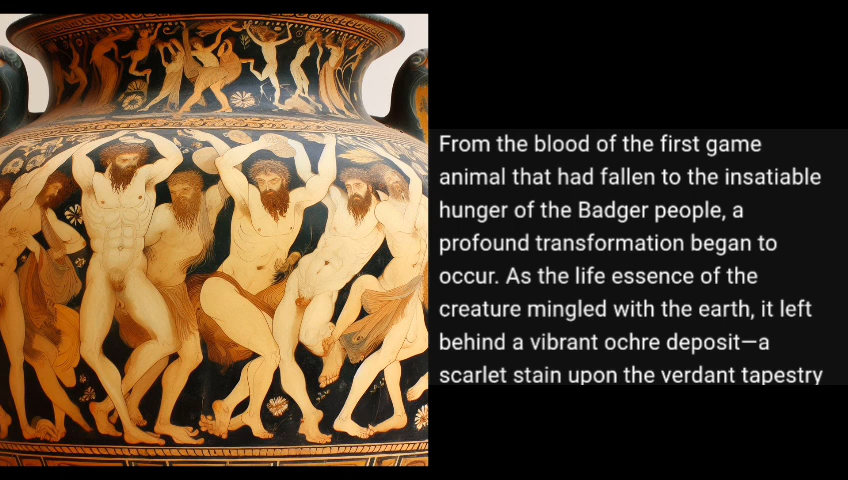 From the blood of the first game
animal that had fallen to the insatiable
hunger of the Badger people, a
profound transformation began to
occur. As the life essence of the
creature mingled with the earth, it left
behind a vibrant ochre deposit—a
scarlet stain upon the verdant tapestry